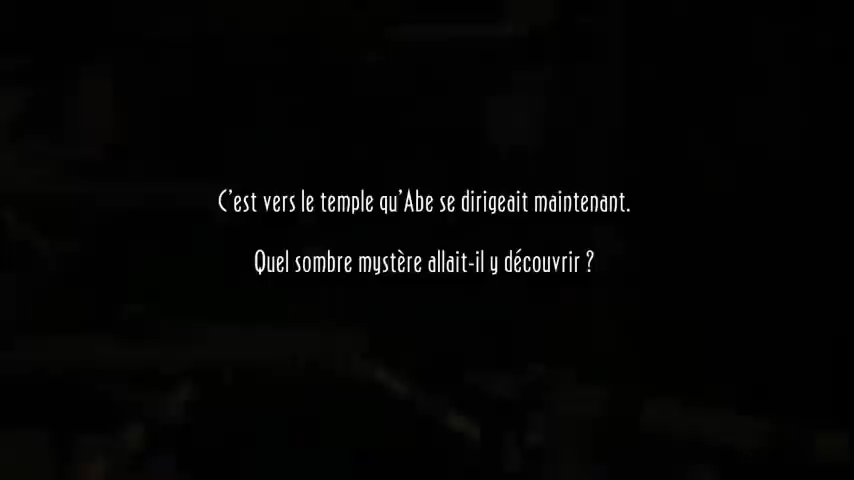 C'est vers le temple qu'Abe se dirigeait maintenant.
Quel sombre mystère allait-il y découvrir ?